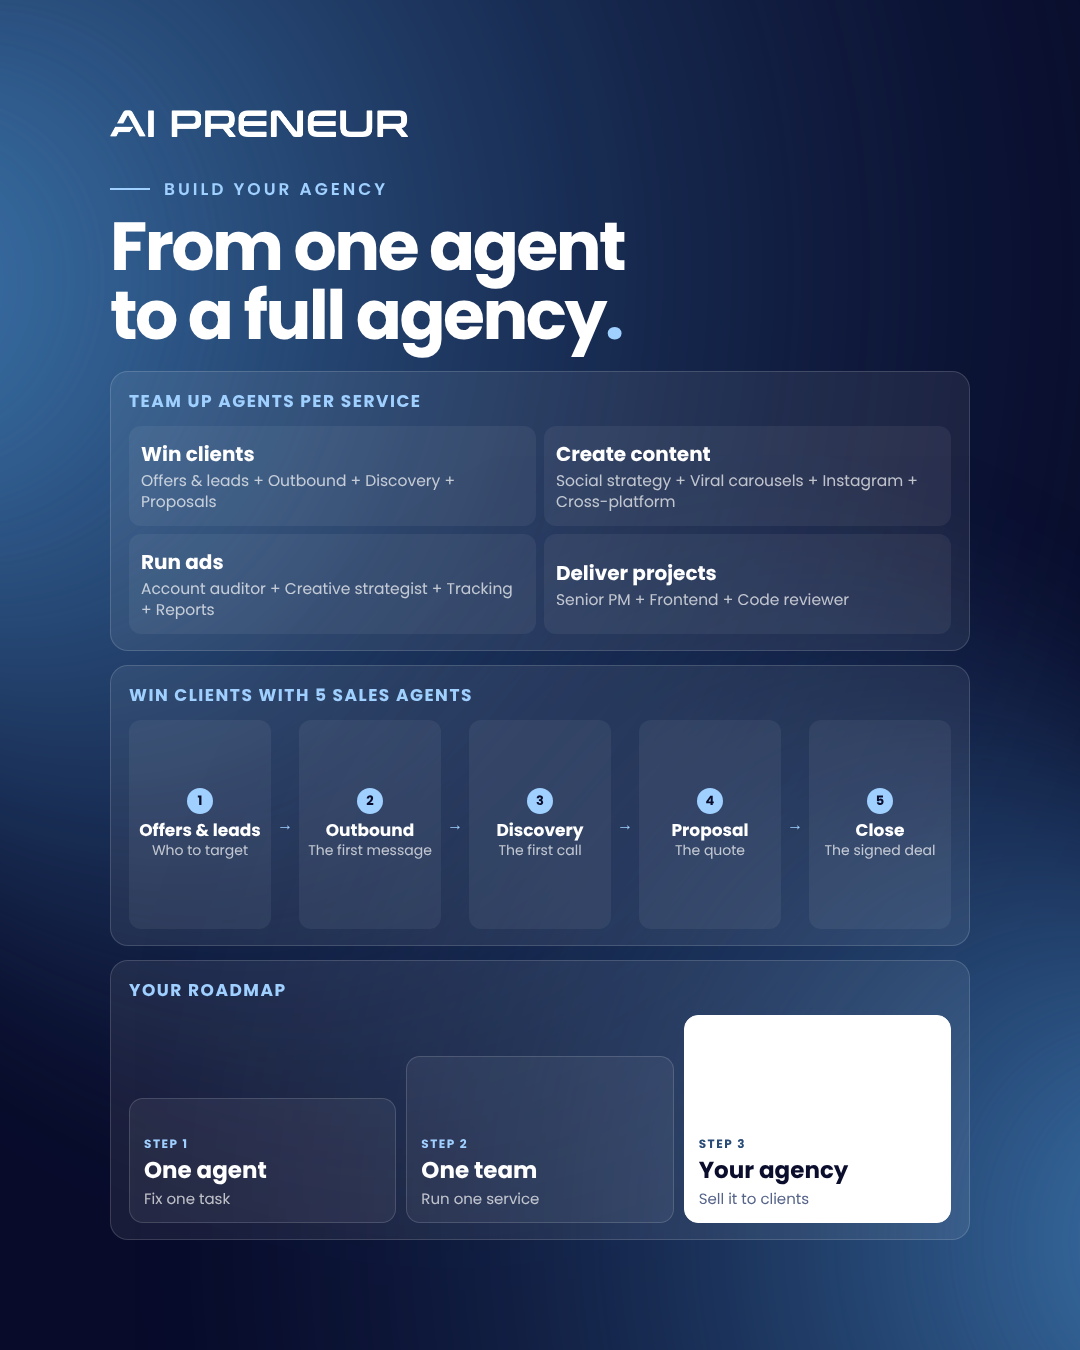 AI PRENEUR
BUILD YOUR AGENCY
From one agent
to a full agency.
TEAM UP AGENTS PER SERVICE
Win clients
Offers & leads + Outbound + Discovery +
Proposals
Create content
Social strategy + Viral carousels + Instagram +
Cross-platform
Run ads
Account auditor + Creative strategist + Tracking
+ Reports
Deliver projects
Senior PM + Frontend + Code reviewer
WIN CLIENTS WITH 5 SALES AGENTS
1
Offers & leads
Who to target
→
2
Outbound
The first message
→
3
Discovery
The first call
→
4
Proposal
The quote
→
5
Close
The signed deal
YOUR ROADMAP
STEP 1
One agent
Fix one task
STEP 2
One team
Run one service
STEP 3
Your agency
Sell it to clients